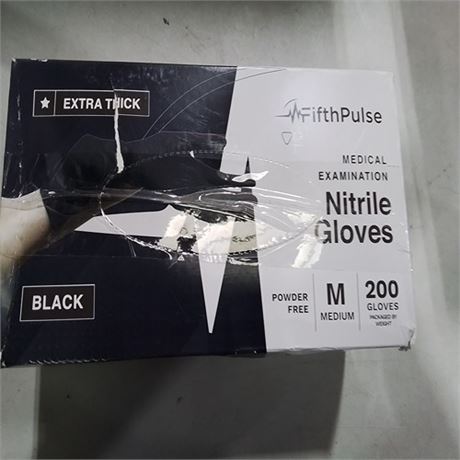 ★ EXTRA THICK
FifthPulse
MEDICAL
EXAMINATION
Nitrile
Gloves
BLACK
POWDER
FREE
M
MEDIUM
200
GLOVES
PACKAGED BY
WEIGHT